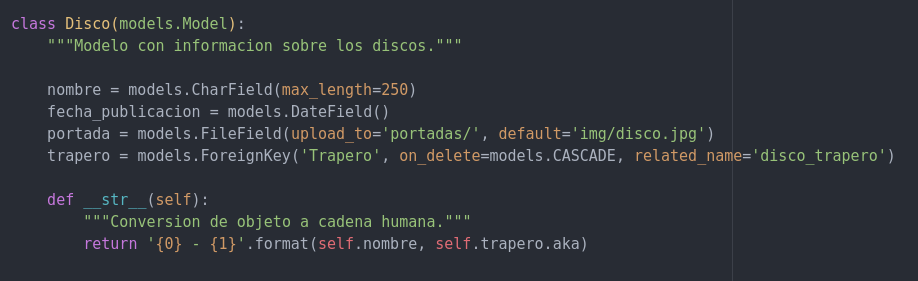 class Disco(models.Model):
    """Modelo con informacion sobre los discos."""
    nombre = models.CharField(max_length=250)
    fecha_publicacion = models.DateField()
    portada = models.FileField(upload_to='portadas/', default='img/disco.jpg')
    trapero = models.ForeignKey('Trapero', on_delete=models.CASCADE, related_name='disco_trapero')
    def __str__(self):
        """Conversion de objeto a cadena humana."""
        return '{0} - {1}'.format(self.nombre, self.trapero.aka)